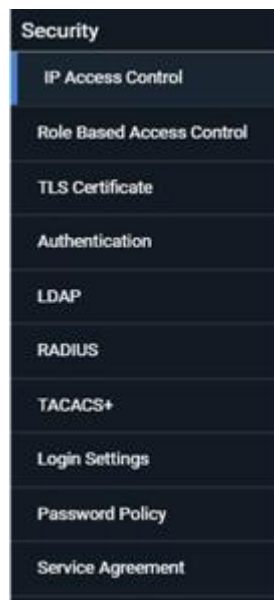 Security
IP Access Control
Role Based Access Control
TLS Certificate
Authentication
LDAP
RADIUS
TACACS+
Login Settings
Password Policy
Service Agreement